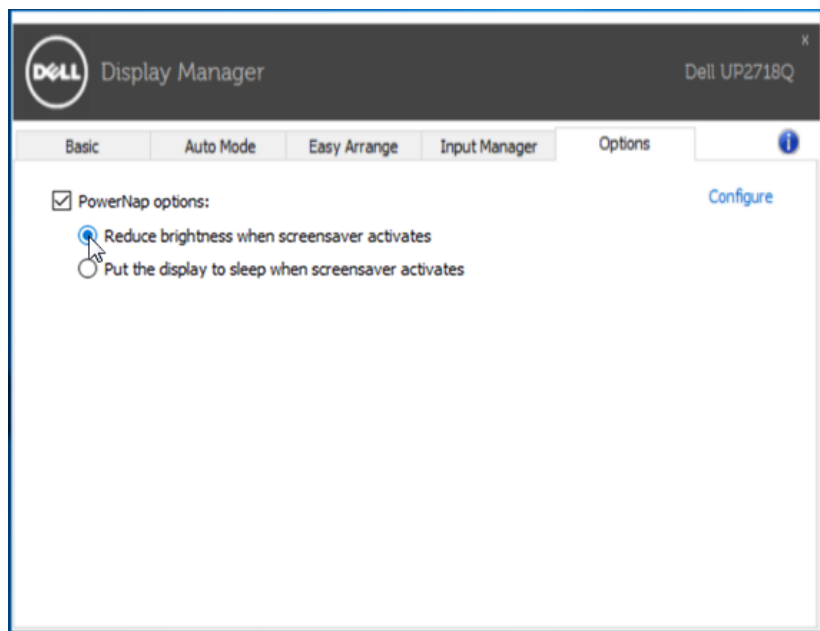 x
DELL Display Manager Dell UP2718Q
Basic Auto Mode Easy Arrange Input Manager Options i
PowerNap options: Configure
Reduce brightness when screensaver activates
Put the display to sleep when screensaver activates